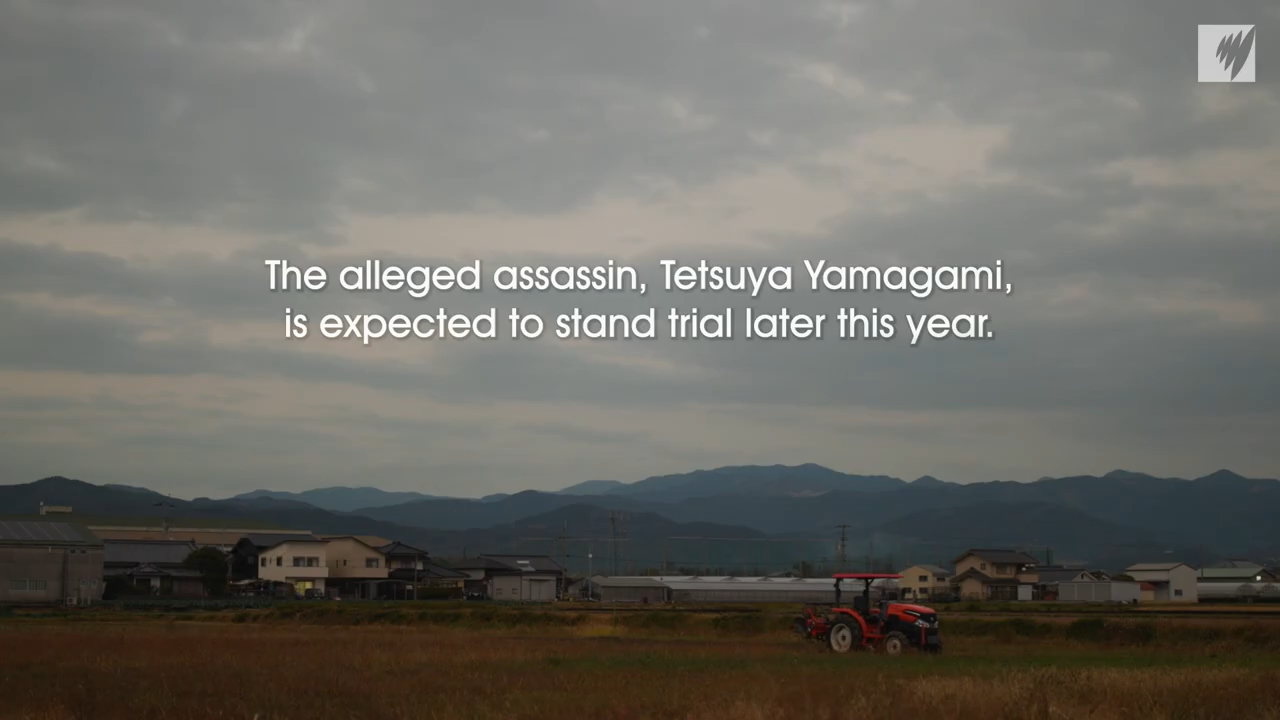 The alleged assassin, Tetsuya Yamagami,
is expected to stand trial later this year.